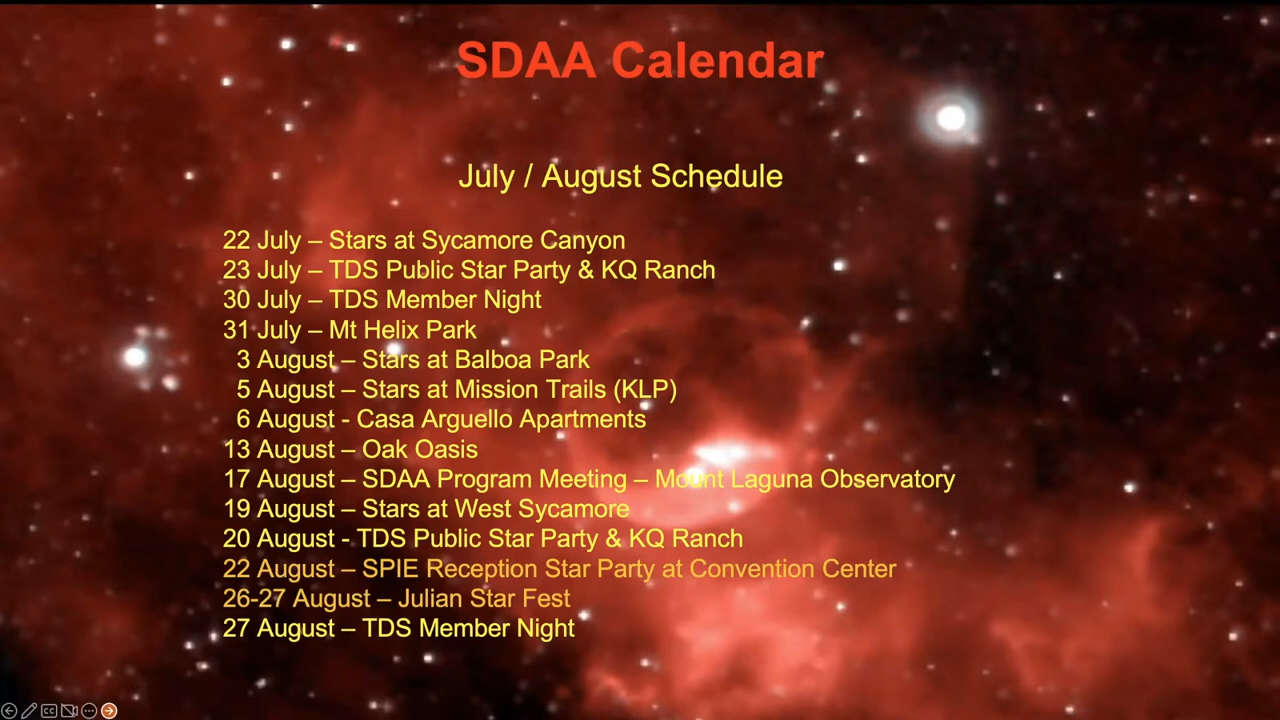 SDAA Calendar
July / August Schedule
22 July – Stars at Sycamore Canyon
23 July – TDS Public Star Party & KQ Ranch
30 July – TDS Member Night
31 July – Mt Helix Park
3 August – Stars at Balboa Park
5 August – Stars at Mission Trails (KLP)
6 August - Casa Arguello Apartments
13 August – Oak Oasis
17 August – SDAA Program Meeting – Mount Laguna Observatory
19 August – Stars at West Sycamore
20 August - TDS Public Star Party & KQ Ranch
22 August – SPIE Reception Star Party at Convention Center
26-27 August – Julian Star Fest
27 August – TDS Member Night
CC